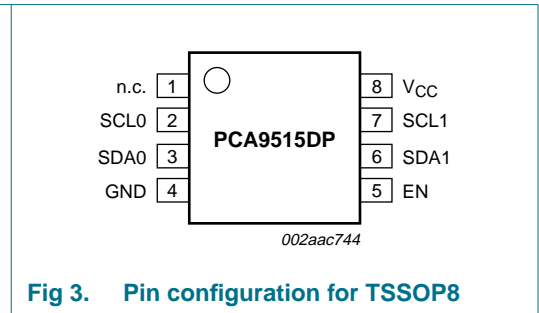 n.c. 1 8 VCC
SCL0 2 7 SCL1
PCA9515DP
SDA0 3 6 SDA1
GND 4 5 EN
002aac744
Fig 3. Pin configuration for TSSOP8